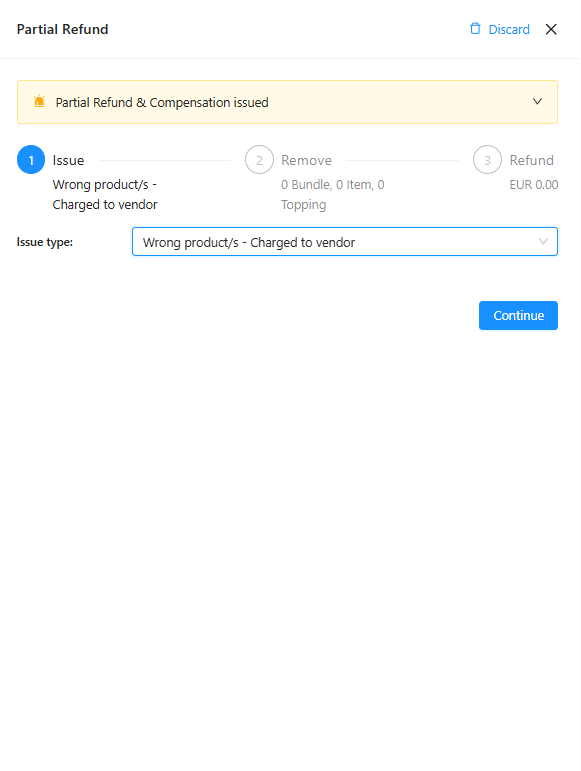 Partial Refund
Discard
Partial Refund & Compensation issued
1 Issue
Wrong product/s -
Charged to vendor
2 Remove
0 Bundle, 0 Item, 0
Topping
3 Refund
EUR 0.00
Issue type:
Wrong product/s - Charged to vendor
Continue